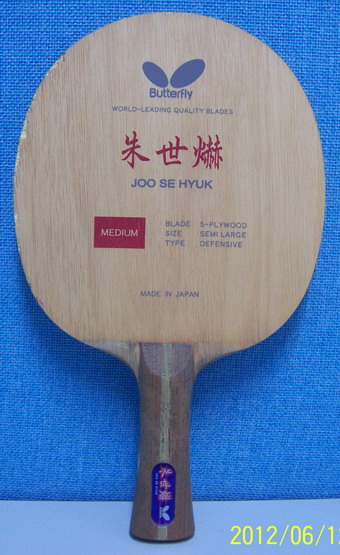 Butterfly
WORLD-LEADING QUALITY BLADES
朱世爀
JOO SE HYUK
MEDIUM
BLADE 5-PLYWOOD
SIZE SEMI LARGE
TYPE DEFENSIVE
MADE IN JAPAN
2012/06/12